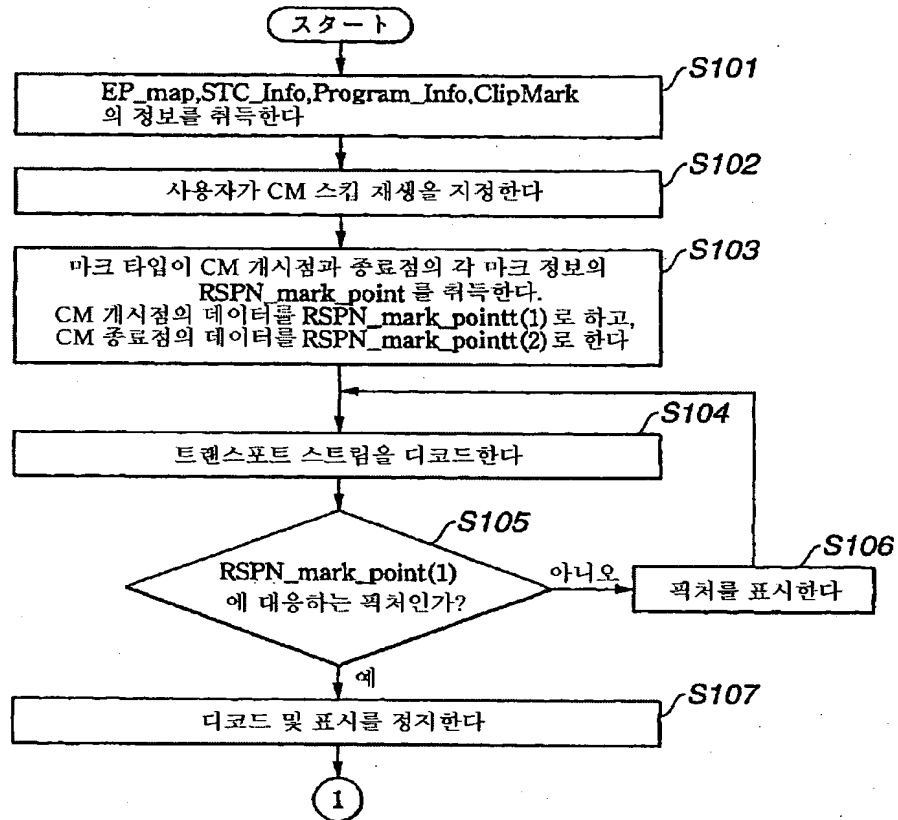 スタート
S101
EP_map,STC_Info,Program_Info,ClipMark
의 정보를 취득한다
S102
사용자가 CM 스킵 재생을 지정한다
S103
마크 타입이 CM 개시점과 종료점의 각 마크 정보의
RSPN_mark_point 를 취득한다.
CM 개시점의 데이터를 RSPN_mark_pointt(1)로 하고,
CM 종료점의 데이터를 RSPN_mark_pointt(2)로 한다
S104
트랜스포트 스트림을 디코드한다
S105
RSPN_mark_point(1)
에 대응하는 픽처인가?
아니오
S106
픽처를 표시한다
예
S107
디코드 및 표시를 정지한다
1